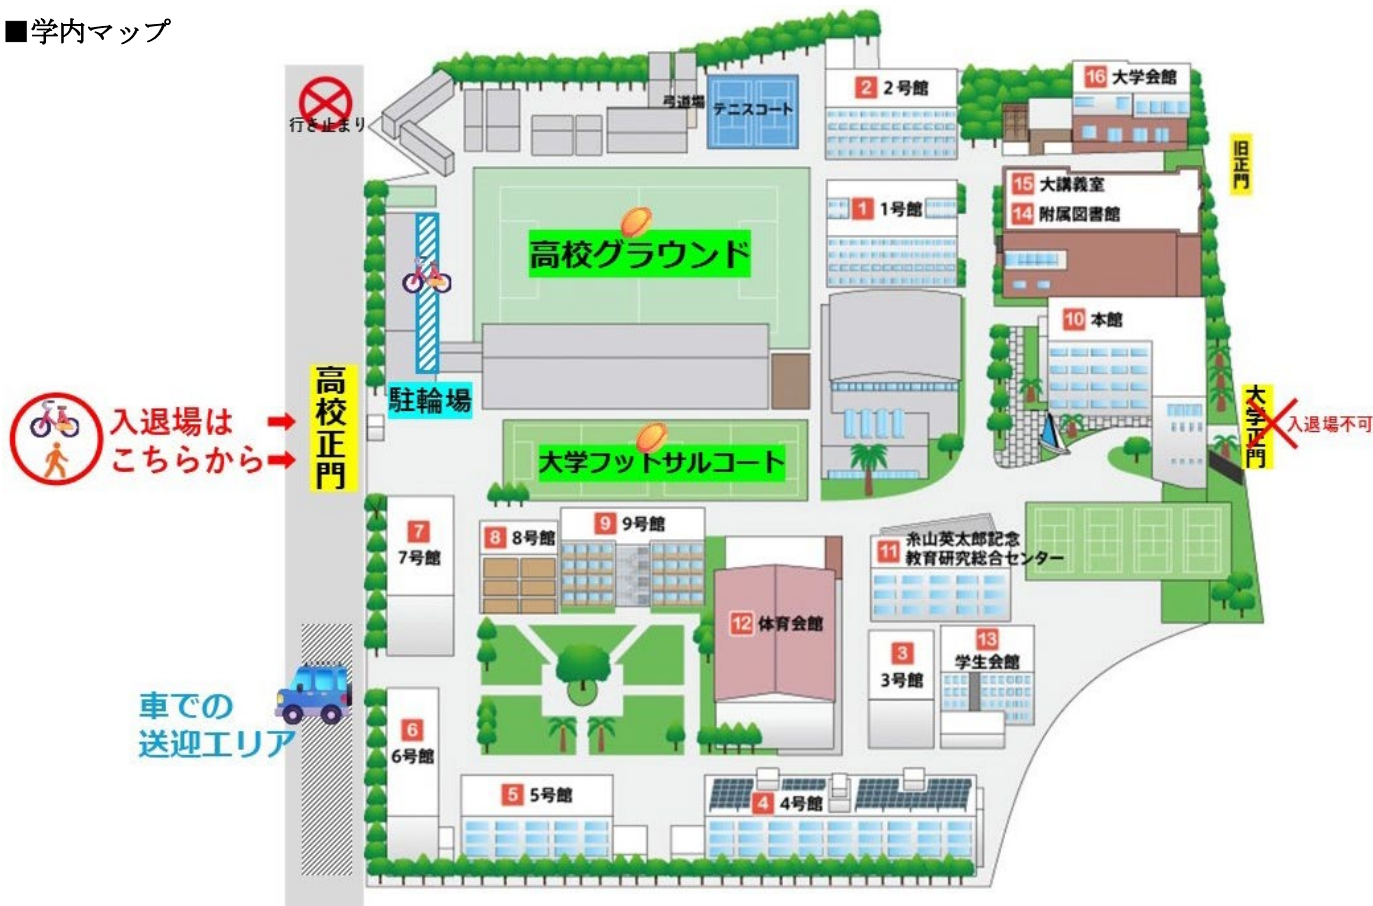 ■学内マップ
行き止まり
弓道場
テニスコート
2 2号館
16 大学会館
旧正門
15 大講義室
14 附属図書館
1 1号館
高校グラウンド
10 本館
高校正門
駐輪場
入退場は
こちらから
大学正門
入退場不可
大学フットサルコート
7
7号館
8 8号館
9 9号館
11 糸山英太郎記念
教育研究総合センター
12 体育会館
3
3号館
13
学生会館
車での
送迎エリア
6
6号館
5 5号館
4 4号館